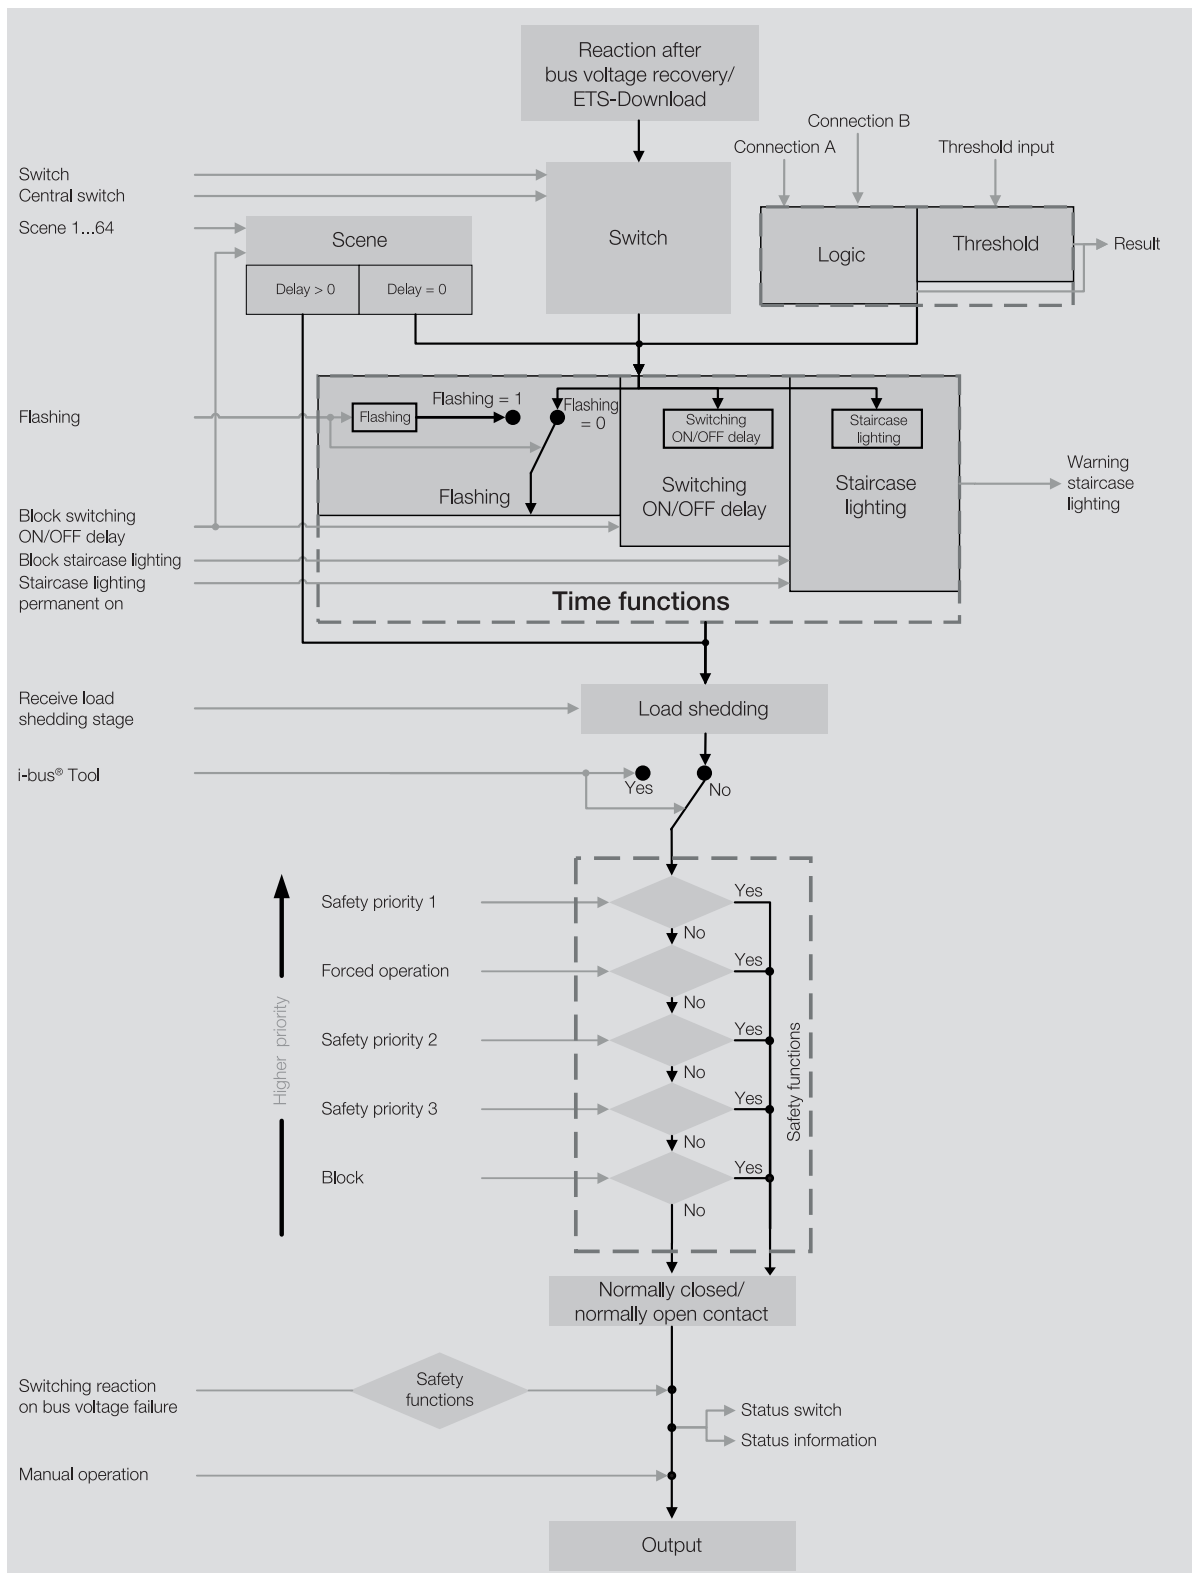 Reaction after
bus voltage recovery/
ETS-Download
Connection B
Connection A
Threshold input
Switch
Central switch
Scene 1...64
Scene
Switch
Logic
Threshold
Result
Delay > 0
Delay = 0
Flashing
Flashing
Flashing = 1
Flashing
= 0
Switching
ON/OFF delay
Staircase
lighting
Flashing
Switching
ON/OFF delay
Staircase
lighting
Warning
staircase
lighting
Block switching
ON/OFF delay
Block staircase lighting
Staircase lighting
permanent on
Time functions
Receive load
shedding stage
Load shedding
i-bus® Tool
Yes
No
Higher priority
Safety priority 1
Yes
No
Forced operation
Yes
No
Safety priority 2
Yes
No
Safety priority 3
Yes
No
Block
Yes
No
Safety functions
Normally closed/
normally open contact
Switching reaction
on bus voltage failure
Safety
functions
Status switch
Status information
Manual operation
Output